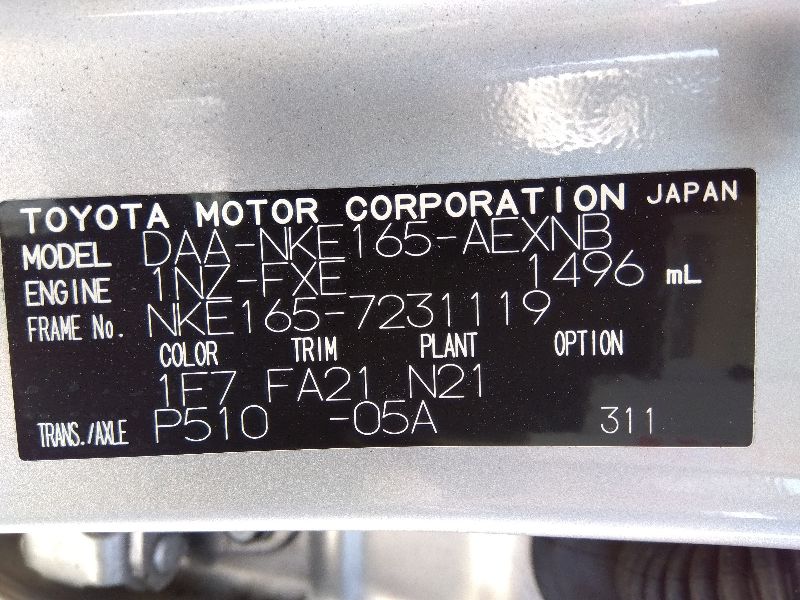 TOYOTA MOTOR CORPORATION JAPAN
MODEL DAA-NKE165-AEXNB
ENGINE 1NZ-FXE 1496 mL
FRAME No. NKE165-7231119
COLOR TRIM PLANT OPTION
1F7 FA21 N21
TRANS./AXLE P510 -05A 311